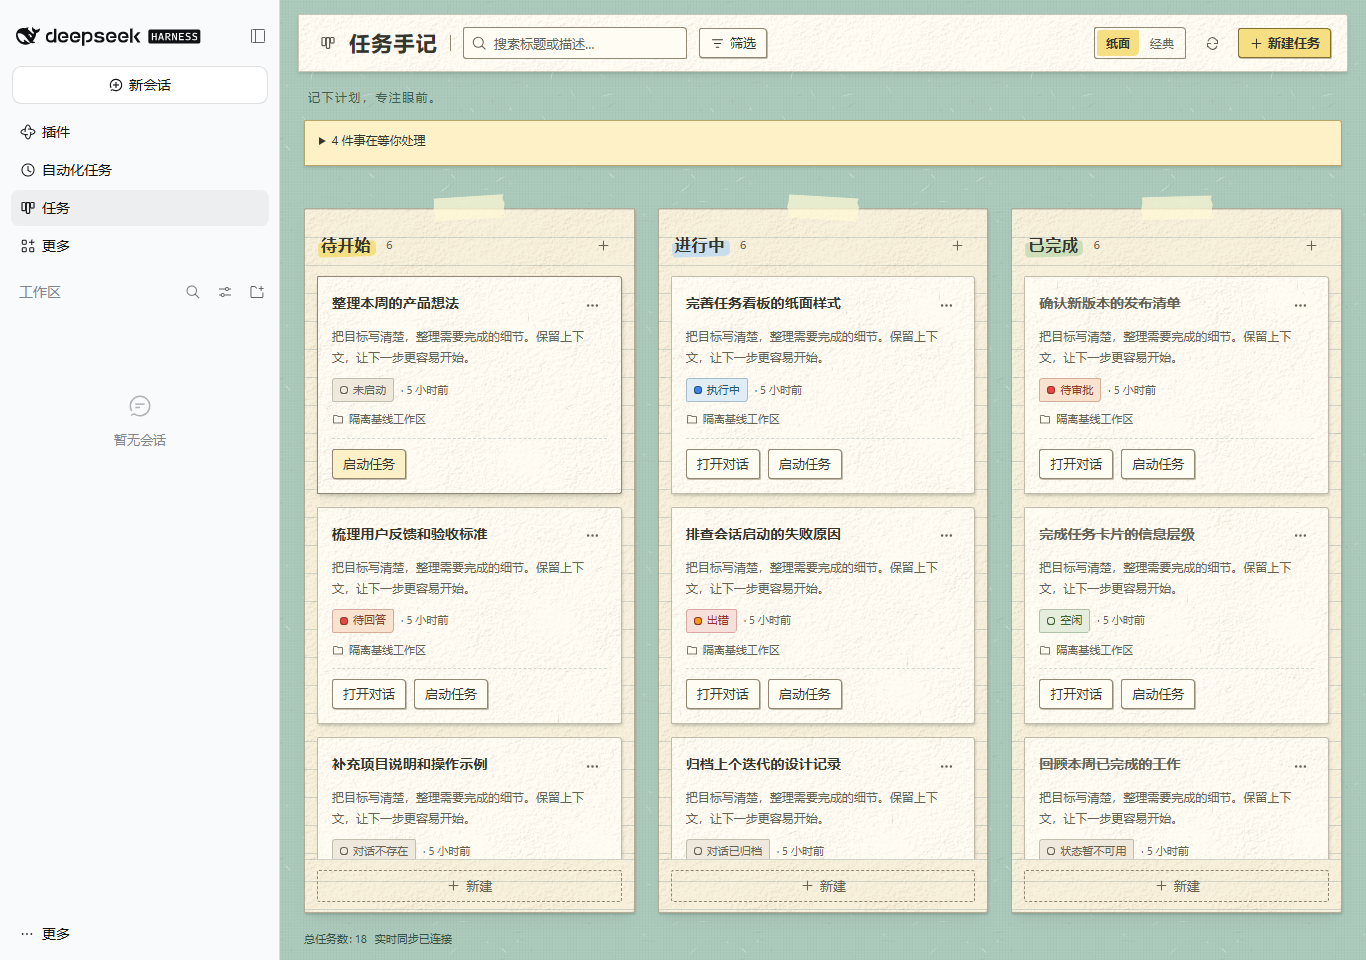 deepseek HARNESS
新会话
插件
自动化任务
任务
更多
工作区
暂无会话
更多
任务手记
搜索标题或描述...
筛选
纸面
经典
新建任务
记下计划，专注眼前。
4 件事在等你处理
待开始 6
整理本周的产品想法
把目标写清楚，整理需要完成的细节。保留上下
文，让下一步更容易开始。
未启动 · 5 小时前
隔离基线工作区
启动任务
梳理用户反馈和验收标准
把目标写清楚，整理需要完成的细节。保留上下
文，让下一步更容易开始。
待回答 · 5 小时前
隔离基线工作区
打开对话 启动任务
补充项目说明和操作示例
把目标写清楚，整理需要完成的细节。保留上下
文，让下一步更容易开始。
对话不存在 · 5 小时前
新建
进行中 6
完善任务看板的纸面样式
把目标写清楚，整理需要完成的细节。保留上下
文，让下一步更容易开始。
执行中 · 5 小时前
隔离基线工作区
打开对话 启动任务
排查会话启动的失败原因
把目标写清楚，整理需要完成的细节。保留上下
文，让下一步更容易开始。
出错 · 5 小时前
隔离基线工作区
打开对话 启动任务
归档上个迭代的设计记录
把目标写清楚，整理需要完成的细节。保留上下
文，让下一步更容易开始。
对话已归档 · 5 小时前
新建
已完成 6
确认新版本的发布清单
把目标写清楚，整理需要完成的细节。保留上下
文，让下一步更容易开始。
待审批 · 5 小时前
隔离基线工作区
打开对话 启动任务
完成任务卡片的信息层级
把目标写清楚，整理需要完成的细节。保留上下
文，让下一步更容易开始。
空闲 · 5 小时前
隔离基线工作区
打开对话 启动任务
回顾本周已完成的工作
把目标写清楚，整理需要完成的细节。保留上下
文，让下一步更容易开始。
状态暂不可用 · 5 小时前
新建
总任务数: 18 实时同步已连接